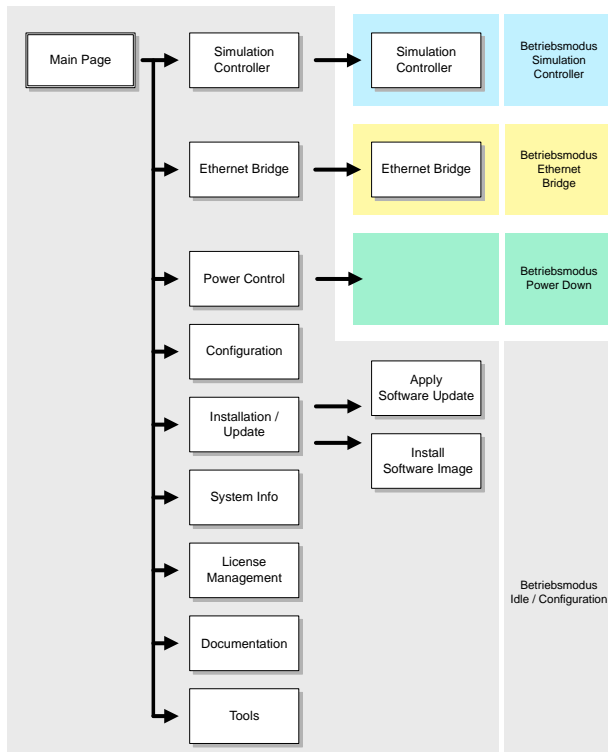 Main Page
Simulation
Controller
Simulation
Controller
Betriebsmodus
Simulation
Controller
Ethernet Bridge
Ethernet Bridge
Betriebsmodus
Ethernet
Bridge
Power Control
Betriebsmodus
Power Down
Configuration
Installation /
Update
Apply
Software Update
Install
Software Image
System Info
License
Management
Betriebsmodus
Idle / Configuration
Documentation
Tools